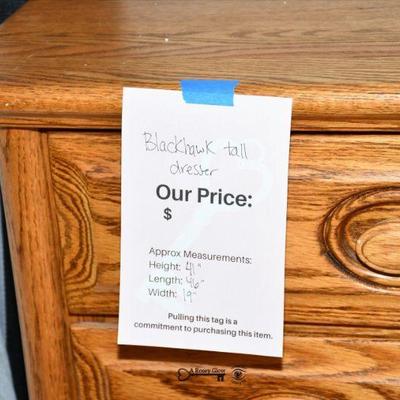 Blackhawk tall
dresser
Our Price:
$
Approx Measurements:
Height: 41"
Length: 46"
Width: 19"
Pulling this tag is a
commitment to purchasing this item.